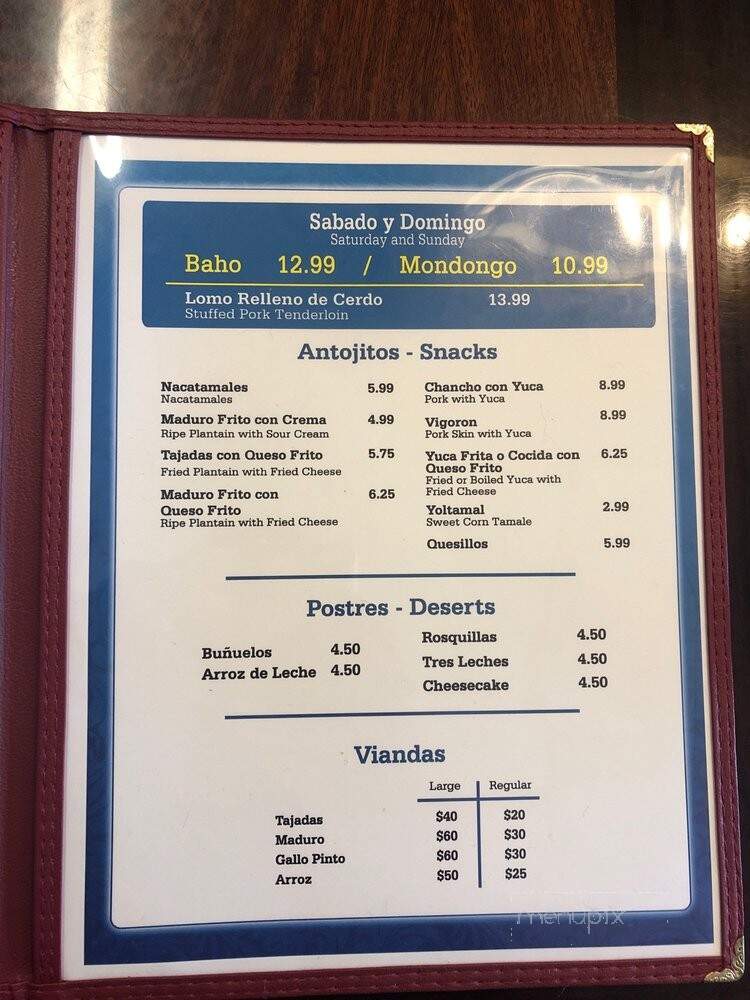 Sabado y Domingo
Saturday and Sunday
Baho 12.99 / Mondongo 10.99
Lomo Relleno de Cerdo 13.99
Stuffed Pork Tenderloin
Antojitos - Snacks
Nacatamales 5.99
Nacatamales
Maduro Frito con Crema 4.99
Ripe Plantain with Sour Cream
Tajadas con Queso Frito 5.75
Fried Plantain with Fried Cheese
Maduro Frito con 6.25
Queso Frito
Ripe Plantain with Fried Cheese
Chancho con Yuca 8.99
Pork with Yuca
Vigoron 8.99
Pork Skin with Yuca
Yuca Frita o Cocida con 6.25
Queso Frito
Fried or Boiled Yuca with
Fried Cheese
Yoltamal 2.99
Sweet Corn Tamale
Quesillos 5.99
Postres - Deserts
Buñuelos 4.50
Arroz de Leche 4.50
Rosquillas 4.50
Tres Leches 4.50
Cheesecake 4.50
Viandas
Large Regular
Tajadas $40 $20
Maduro $60 $30
Gallo Pinto $60 $30
Arroz $50 $25
menupix